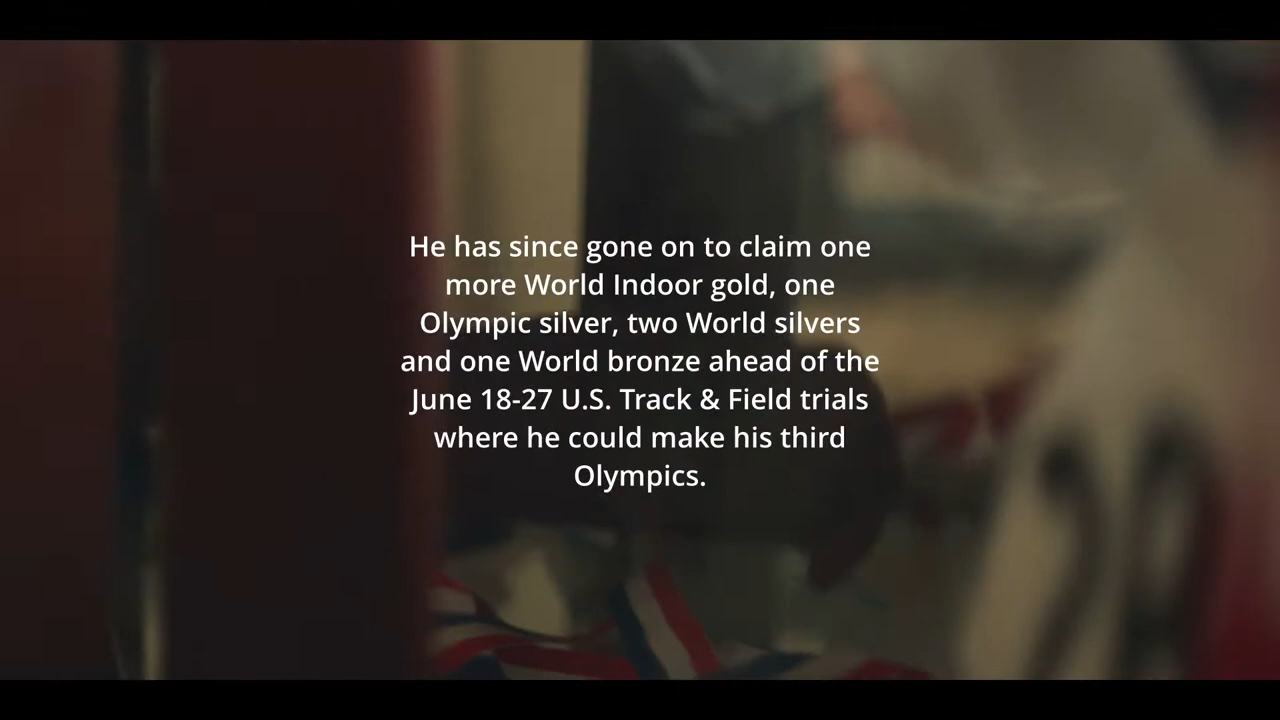 He has since gone on to claim one
more World Indoor gold, one
Olympic silver, two World silvers
and one World bronze ahead of the
June 18-27 U.S. Track & Field trials
where he could make his third
Olympics.